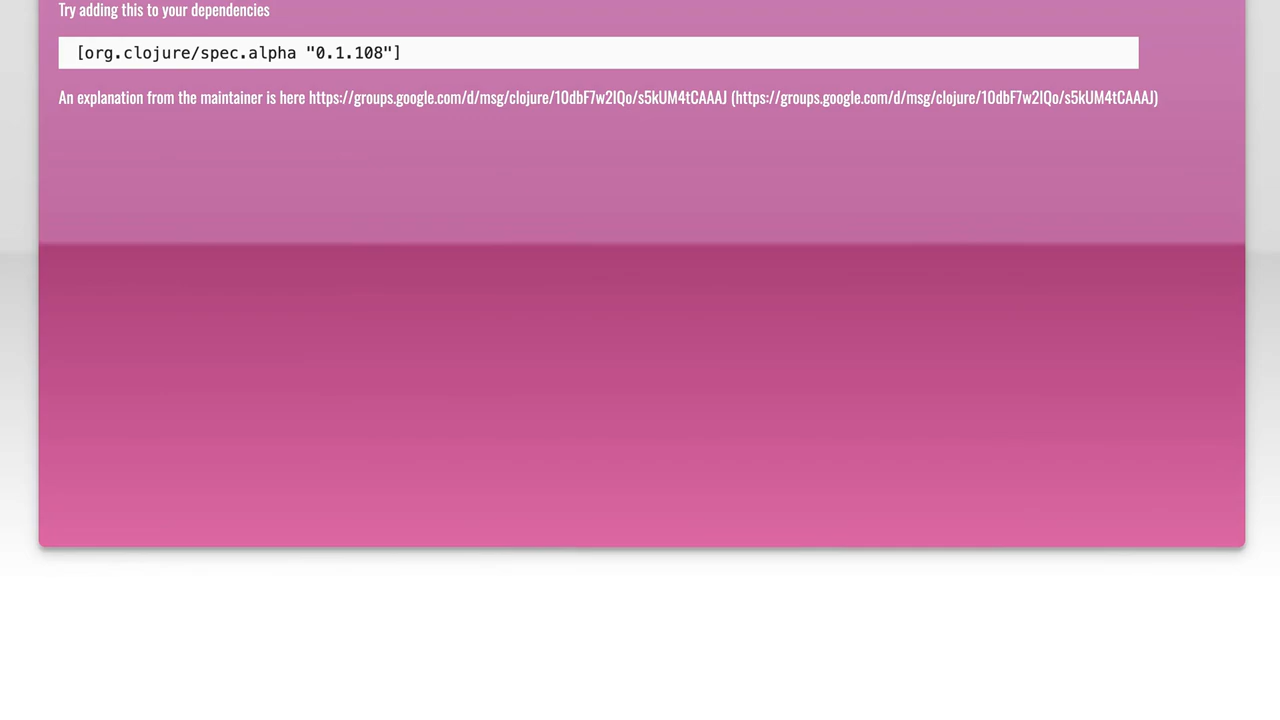 Try adding this to your dependencies
[org.clojure/spec.alpha "0.1.108"]
An explanation from the maintainer is here https://groups.google.com/d/msg/clojure/10dbF7w2IQo/s5kUM4tCAAAJ (https://groups.google.com/d/msg/clojure/10dbF7w2IQo/s5kUM4tCAAAJ)